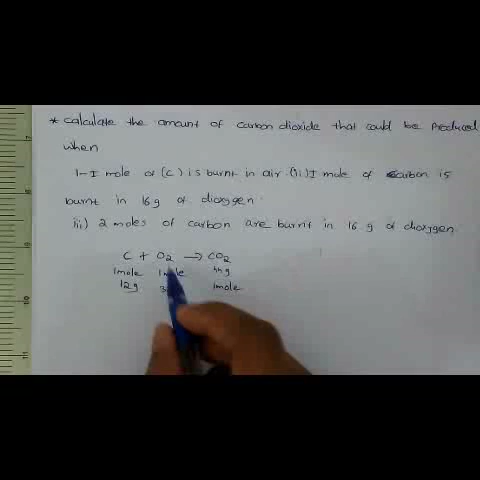 * Calculate the amount of carbon dioxide that could be Produced
when
1-I mole of (C) is burnt in air (ii) I mole of carbon is
burnt in 16g of dioxygen.
iii) 2 moles of carbon are burnt in 16 g of dioxygen
C + O2 → CO2
1mole 1mole 44g
12g 1mole